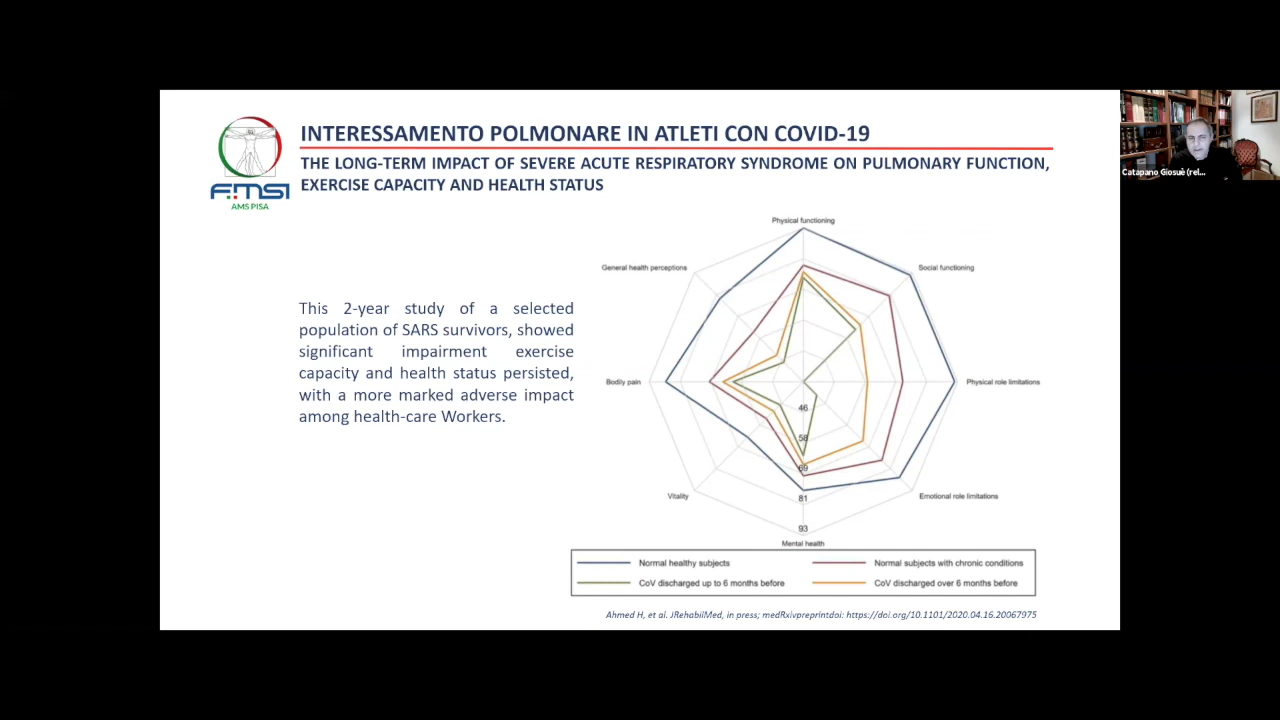 INTERESSAMENTO POLMONARE IN ATLETI CON COVID-19
THE LONG-TERM IMPACT OF SEVERE ACUTE RESPIRATORY SYNDROME ON PULMONARY FUNCTION,
EXERCISE CAPACITY AND HEALTH STATUS
FMSI
AMS PISA
Catapano Giosuè (rel...
This 2-year study of a selected
population of SARS survivors, showed
significant impairment exercise
capacity and health status persisted,
with a more marked adverse impact
among health-care Workers.
Physical functioning
General health perceptions
Social functioning
Bodily pain
Physical role limitations
46
58
69
Vitality
Emotional role limitations
81
93
Mental health
Normal healthy subjects
Normal subjects with chronic conditions
CoV discharged up to 6 months before
CoV discharged over 6 months before
Ahmed H, et al. JRehabilMed, in press; medRxivpreprintdoi: https://doi.org/10.1101/2020.04.16.20067975